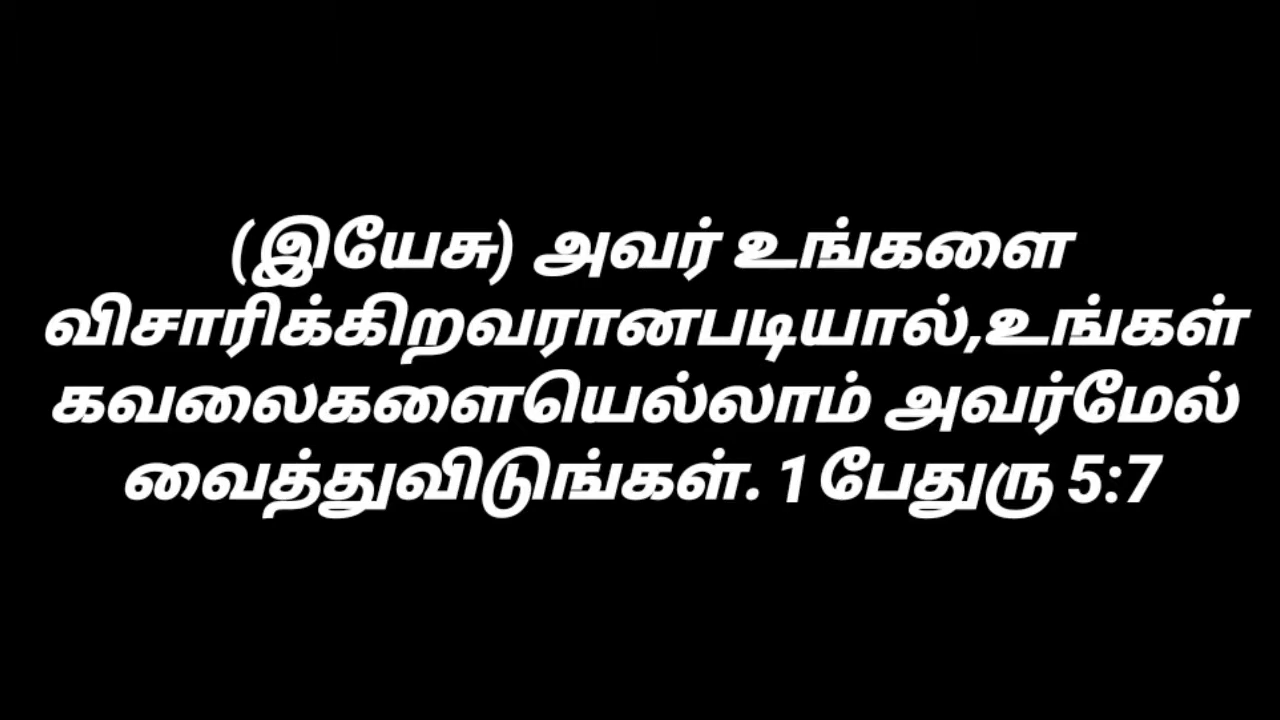 (இயேசு) அவர் உங்களை
விசாரிக்கிறவரானபடியால்,உங்கள்
கவலைகளையெல்லாம் அவர்மேல்
வைத்துவிடுங்கள். 1 பேதுரு 5:7